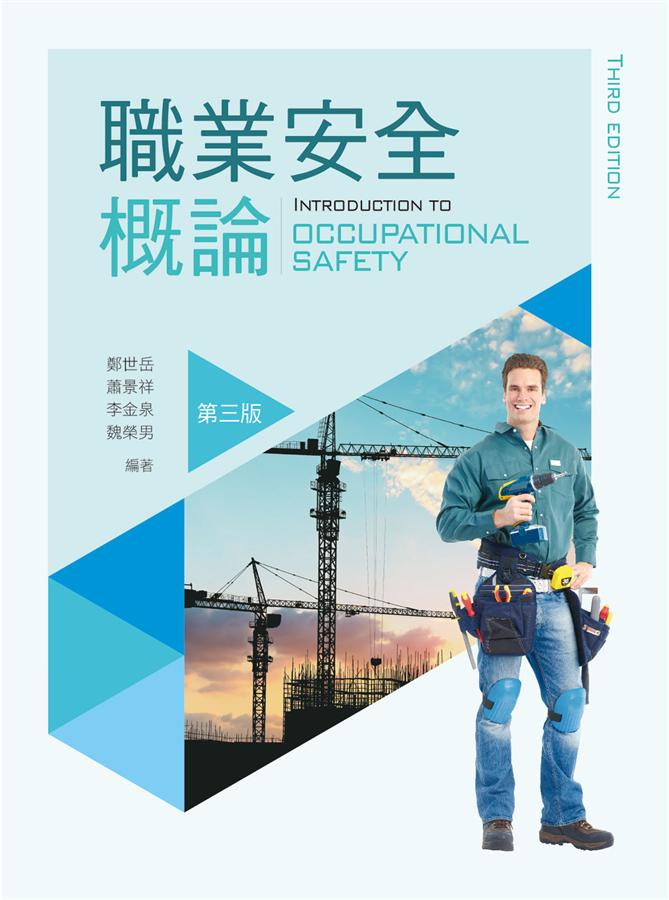 職業安全
概論
INTRODUCTION TO
OCCUPATIONAL
SAFETY
THIRD EDITION
鄭世岳
蕭景祥
李金泉
魏榮男
編著
第三版